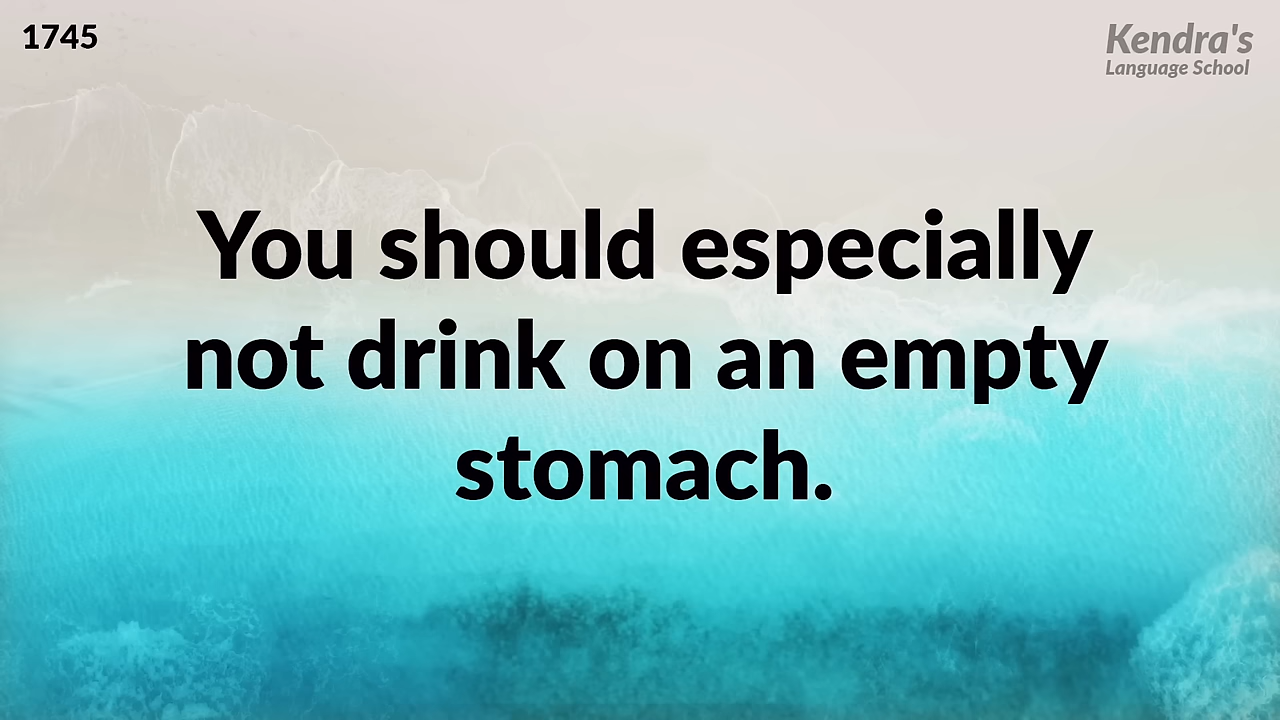 1745
Kendra's
Language School
You should especially
not drink on an empty
stomach.